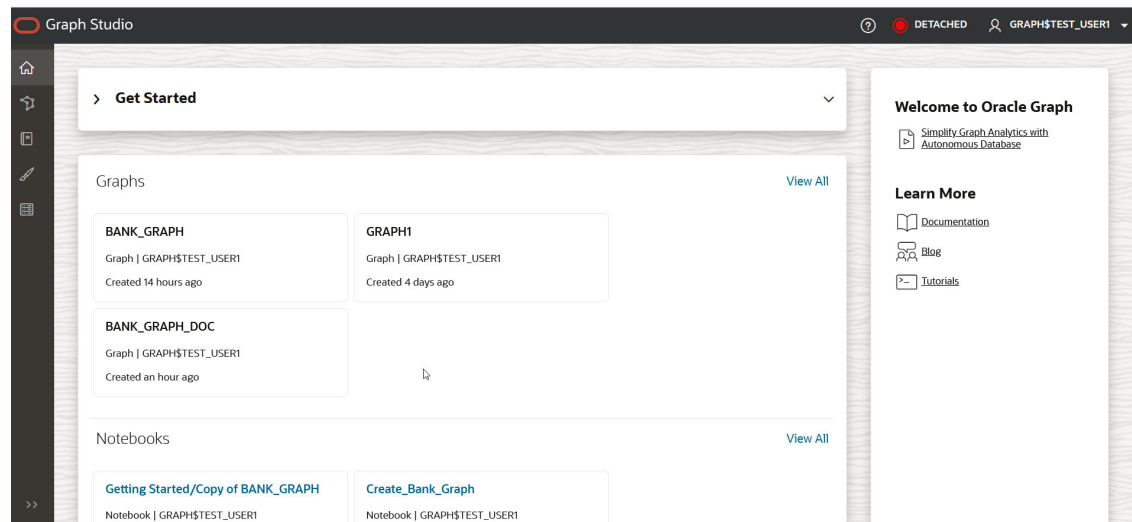 Graph Studio
DETACHED
GRAPH$TEST_USER1
Get Started
Graphs
View All
BANK_GRAPH
Graph | GRAPH$TEST_USER1
Created 14 hours ago
GRAPH1
Graph | GRAPH$TEST_USER1
Created 4 days ago
BANK_GRAPH_DOC
Graph | GRAPH$TEST_USER1
Created an hour ago
Notebooks
View All
Getting Started/Copy of BANK_GRAPH
Notebook | GRAPH$TEST_USER1
Create_Bank_Graph
Notebook | GRAPH$TEST_USER1
Welcome to Oracle Graph
Simplify Graph Analytics with
Autonomous Database
Learn More
Documentation
Blog
Tutorials